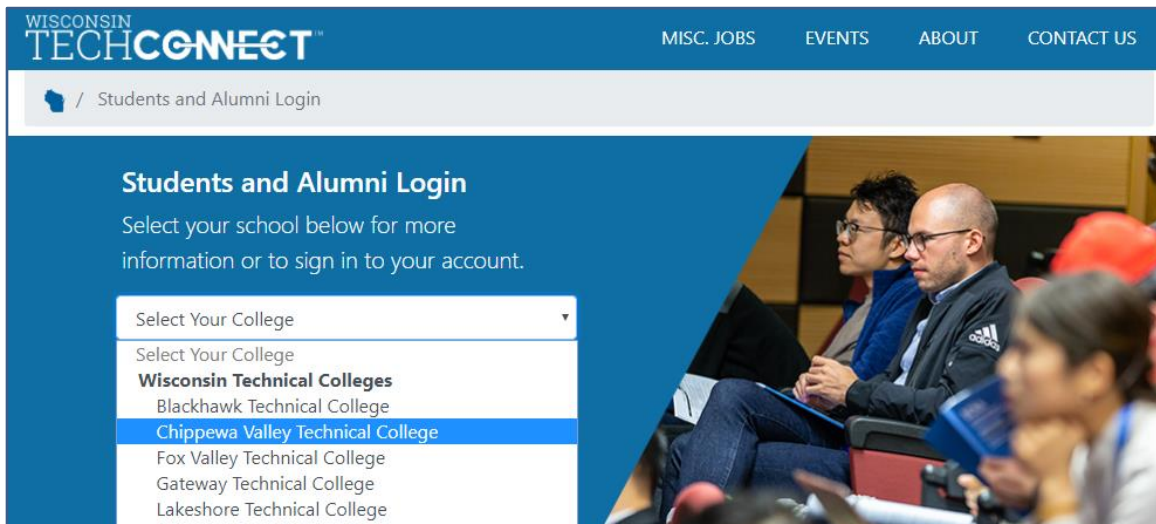 WISCONSIN
TECHCONNECT™
MISC. JOBS EVENTS ABOUT CONTACT US
/ Students and Alumni Login
Students and Alumni Login
Select your school below for more
information or to sign in to your account.
Select Your College
Select Your College
Wisconsin Technical Colleges
Blackhawk Technical College
Chippewa Valley Technical College
Fox Valley Technical College
Gateway Technical College
Lakeshore Technical College
adidas